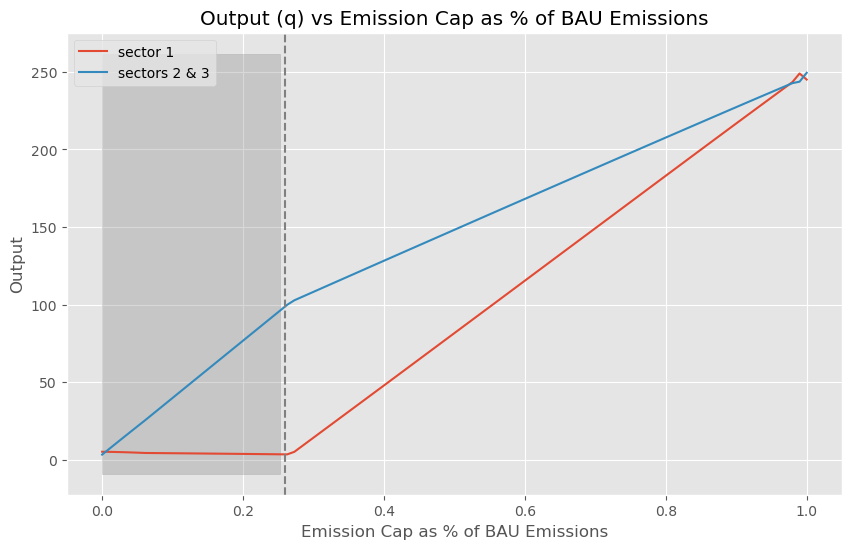 Output (q) vs Emission Cap as % of BAU Emissions
sector 1
sectors 2 & 3
250
200
150
100
50
0
Output
0.0 0.2 0.4 0.6 0.8 1.0
Emission Cap as % of BAU Emissions